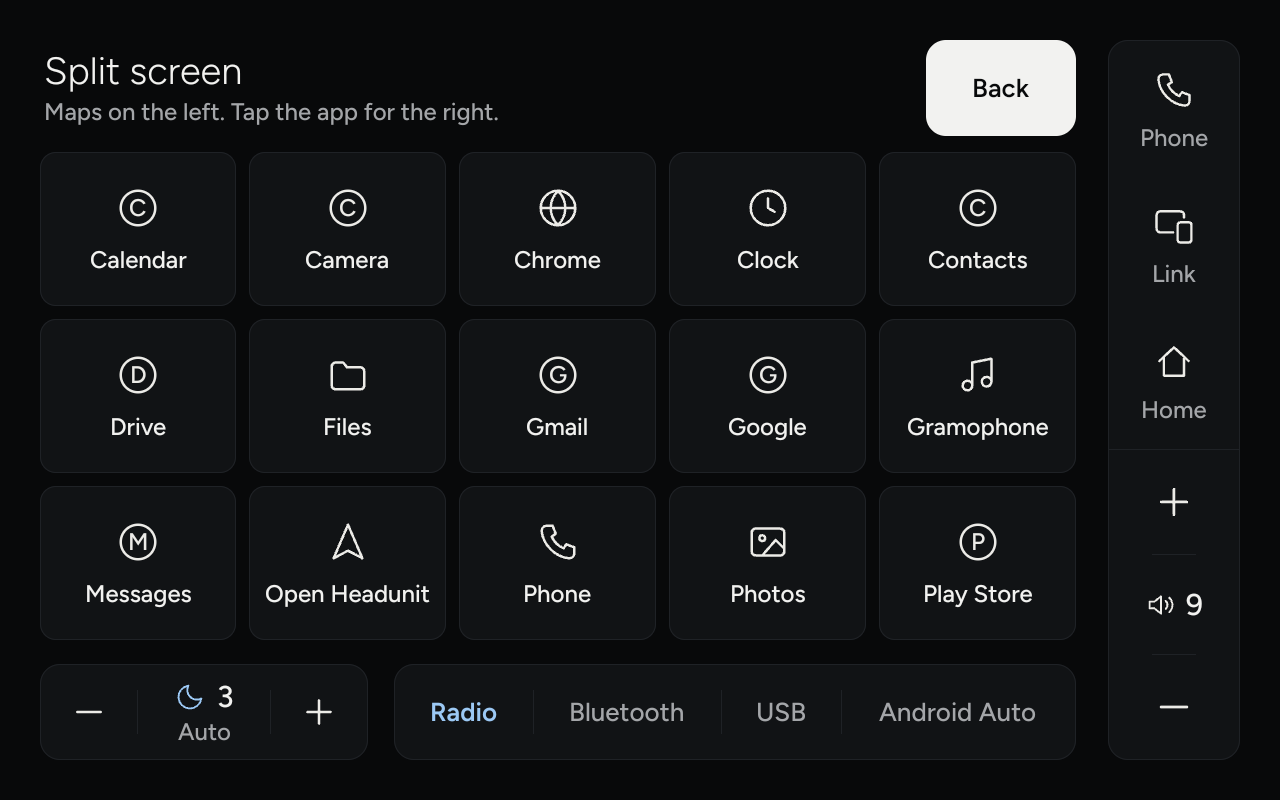 Split screen
Maps on the left. Tap the app for the right.
Back
C
Calendar
C
Camera
Chrome
Clock
C
Contacts
D
Drive
Files
G
Gmail
G
Google
Gramophone
M
Messages
Open Headunit
Phone
Photos
P
Play Store
3
Auto
Radio
Bluetooth
USB
Android Auto
Phone
Link
Home
9